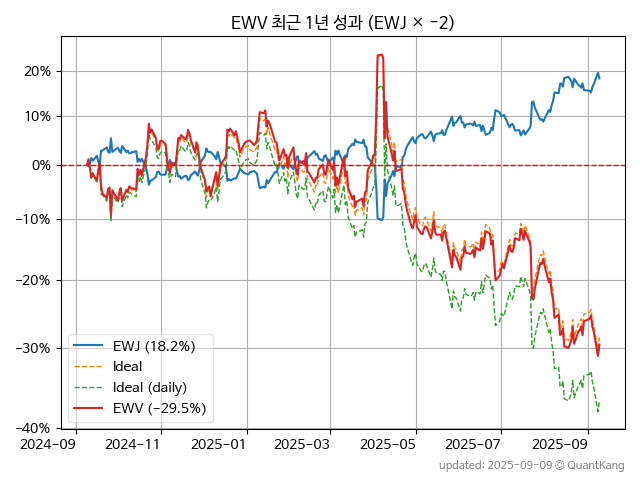 EWV 최근 1년 성과 (EWJ × −2)
20%
10%
0%
−10%
−20%
−30%
−40%
EWJ (18.2%)
Ideal
Ideal (daily)
EWV (−29.5%)
2024-09
2024-11
2025-01
2025-03
2025-05
2025-07
2025-09
updated: 2025-09-09 © QuantKang